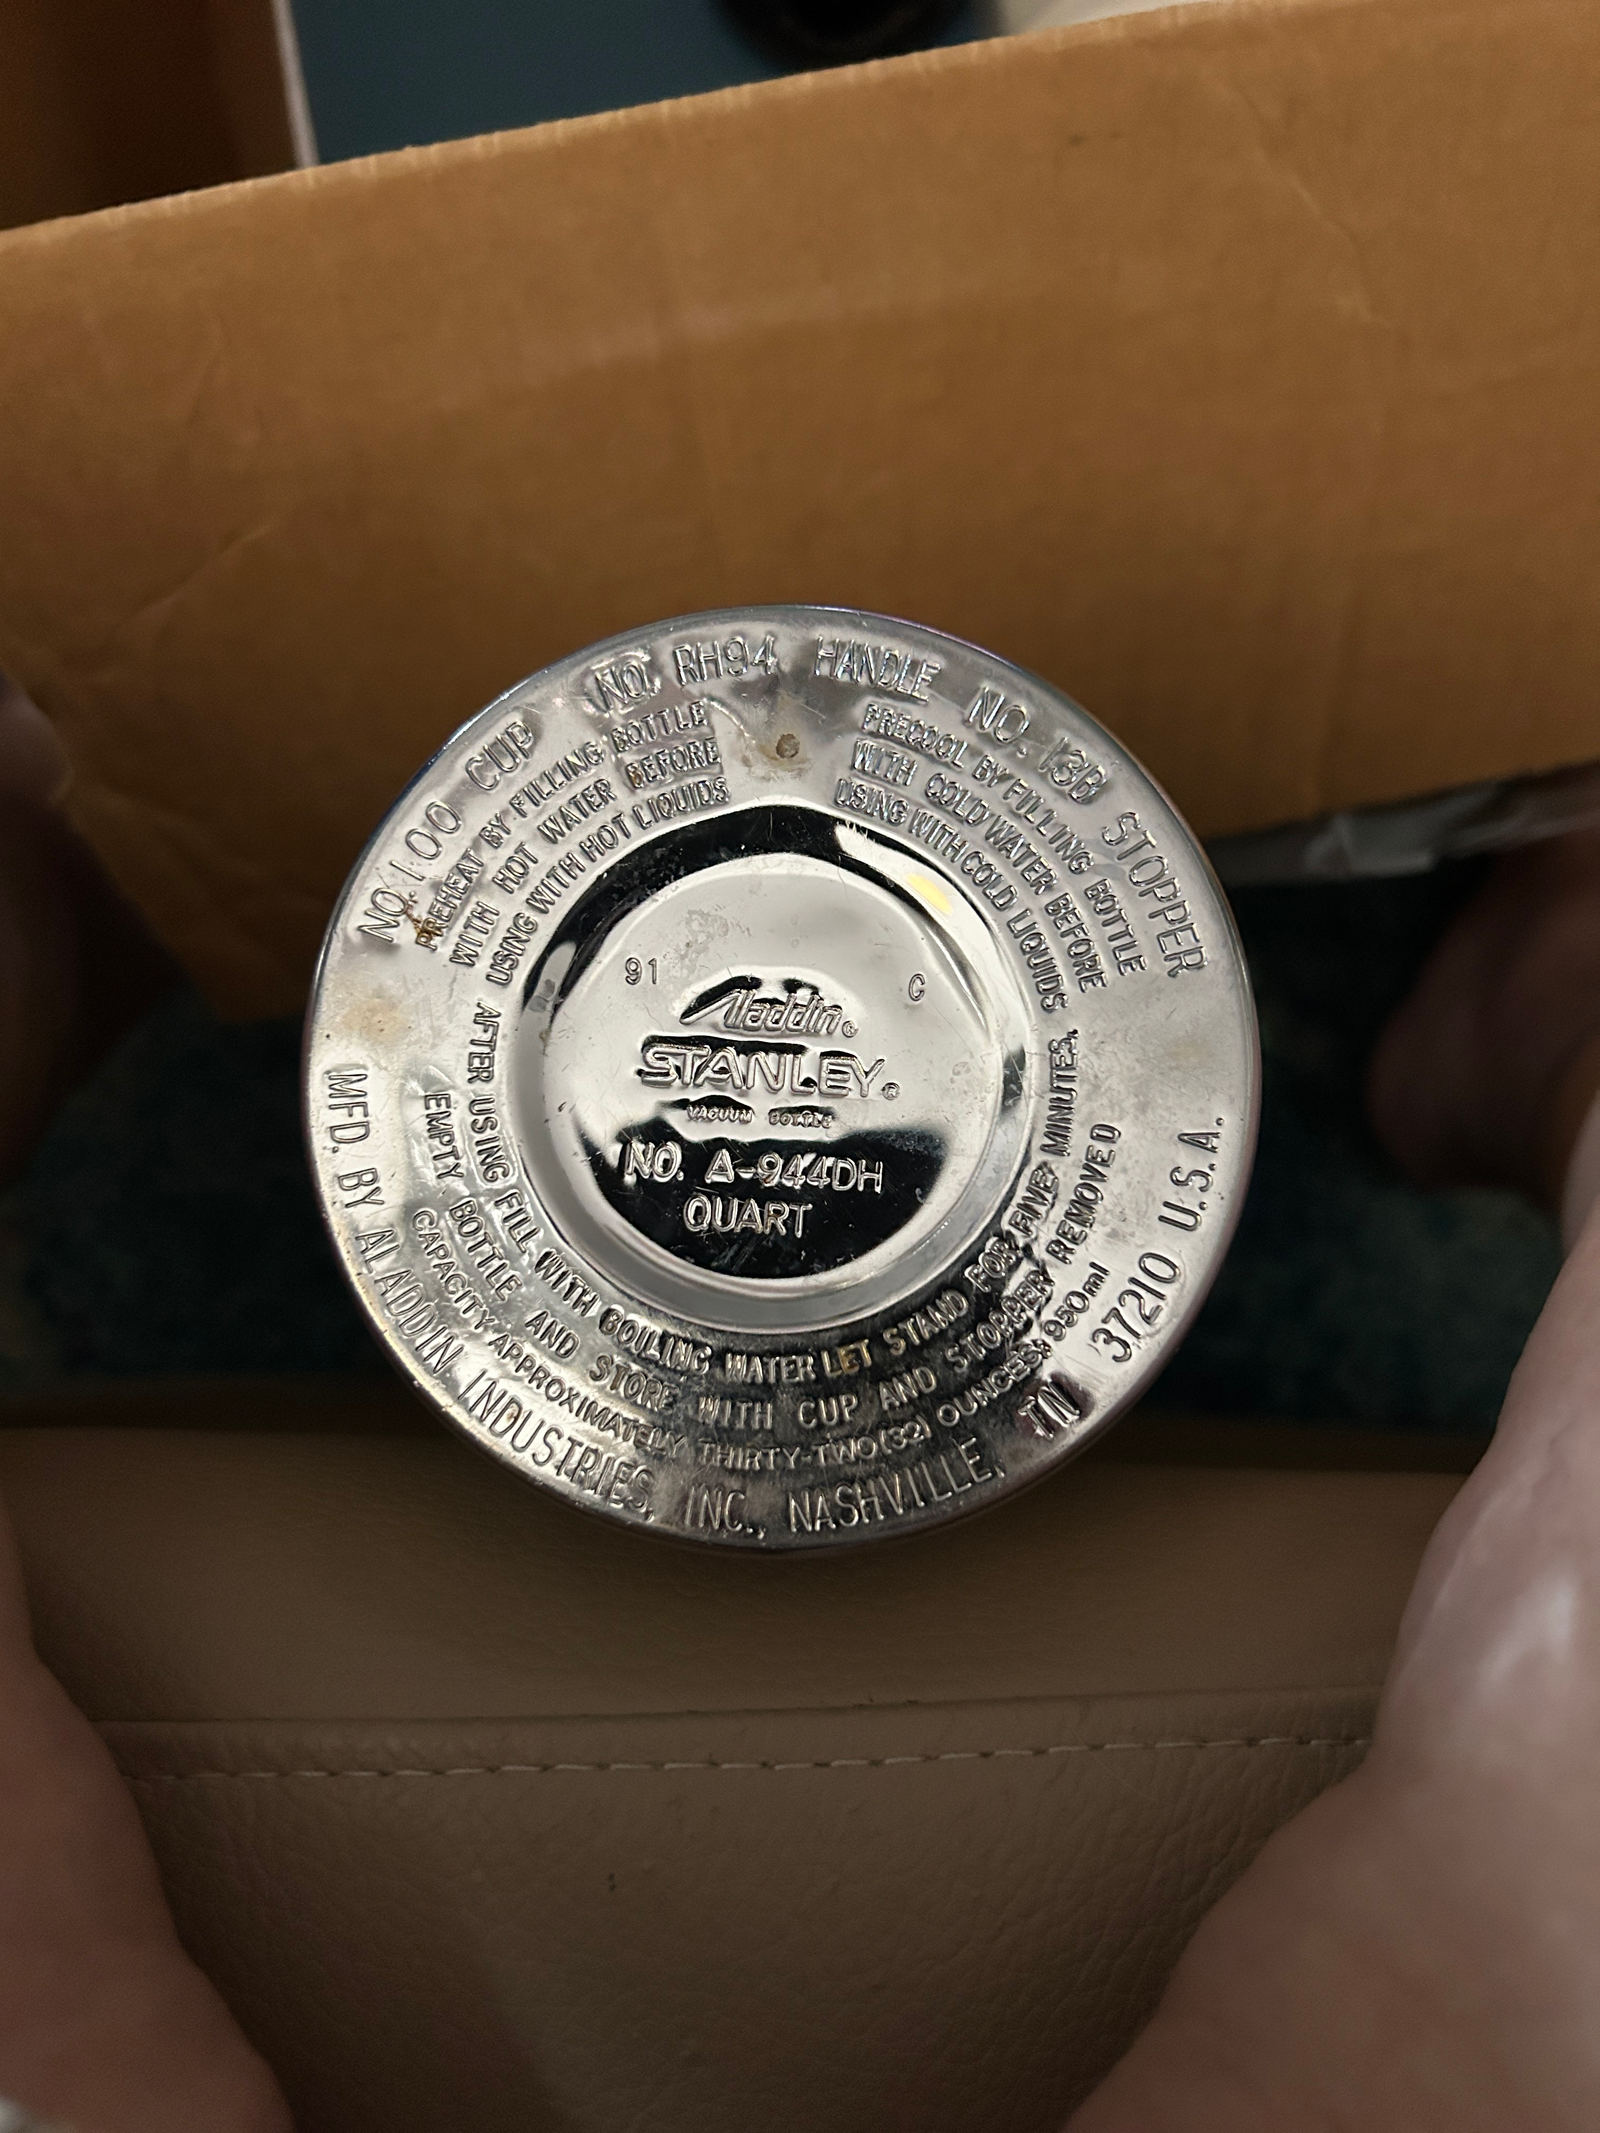 NO. 100 CUP NO. RH94 HANDLE NO. 13B STOPPER
PREHEAT BY FILLING BOTTLE
WITH HOT WATER BEFORE
USING WITH HOT LIQUIDS
PRECOOL BY FILLING BOTTLE
WITH COLD WATER BEFORE
USING WITH COLD LIQUIDS
91 C
Aladdin®
STANLEY®
VACUUM BOTTLE
NO. A-944DH
QUART
AFTER USING FILL WITH BOILING WATER LET STAND FOR FIVE MINUTES.
EMPTY BOTTLE AND STORE WITH CUP AND STOPPER REMOVED
CAPACITY APPROXIMATELY THIRTY-TWO (32) OUNCES; 950ml
MFD. BY ALADDIN INDUSTRIES, INC., NASHVILLE, TN 37210 U.S.A.